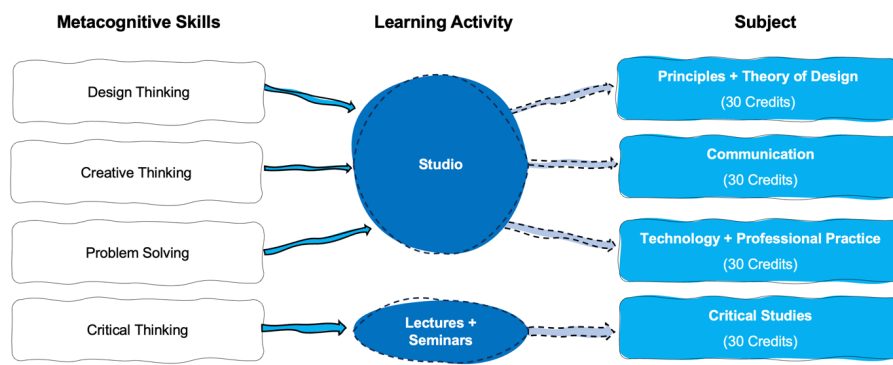 Metacognitive Skills
Learning Activity
Subject
Design Thinking
Creative Thinking
Problem Solving
Critical Thinking
Studio
Lectures +
Seminars
Principles + Theory of Design
(30 Credits)
Communication
(30 Credits)
Technology + Professional Practice
(30 Credits)
Critical Studies
(30 Credits)